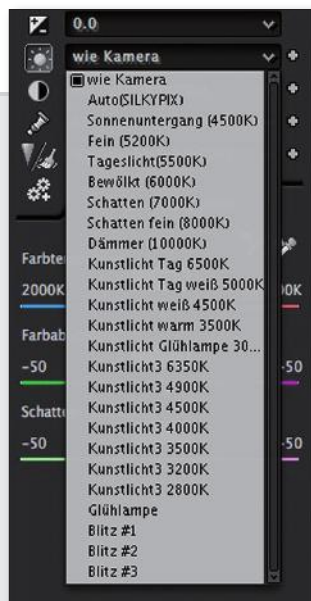 0.0
wie Kamera
wie Kamera
Auto(SILKYPIX)
Sonnenuntergang (4500K)
Fein (5200K)
Tageslicht(5500K)
Bewölkt (6000K)
Schatten (7000K)
Schatten fein (8000K)
Dämmer (10000K)
Kunstlicht Tag 6500K
Kunstlicht Tag weiß 5000K
Kunstlicht weiß 4500K
Kunstlicht warm 3500K
Kunstlicht Glühlampe 30...
Kunstlicht3 6350K
Kunstlicht3 4900K
Kunstlicht3 4500K
Kunstlicht3 4000K
Kunstlicht3 3500K
Kunstlicht3 3200K
Kunstlicht3 2800K
Glühlampe
Blitz #1
Blitz #2
Blitz #3
Farbte
2000K 0K
Farbab
-50 50
Schatt
-50 -50